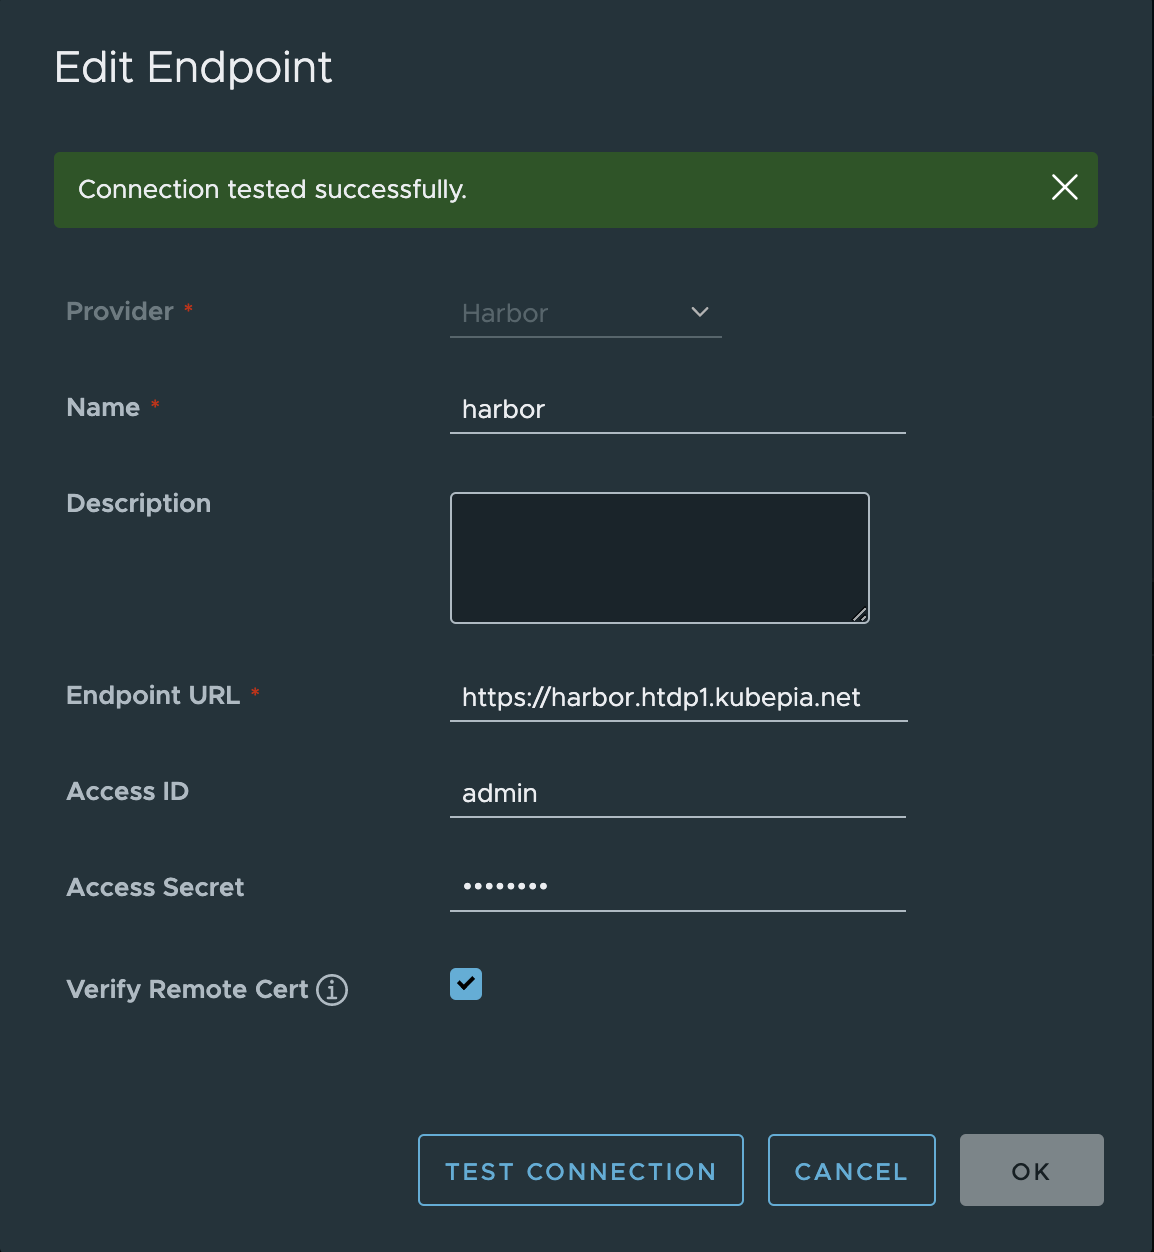 Edit Endpoint
Connection tested successfully.
Provider * Harbor
Name * harbor
Description
Endpoint URL * https://harbor.htdp1.kubepia.net
Access ID admin
Access Secret ••••••••
Verify Remote Cert
TEST CONNECTION CANCEL OK